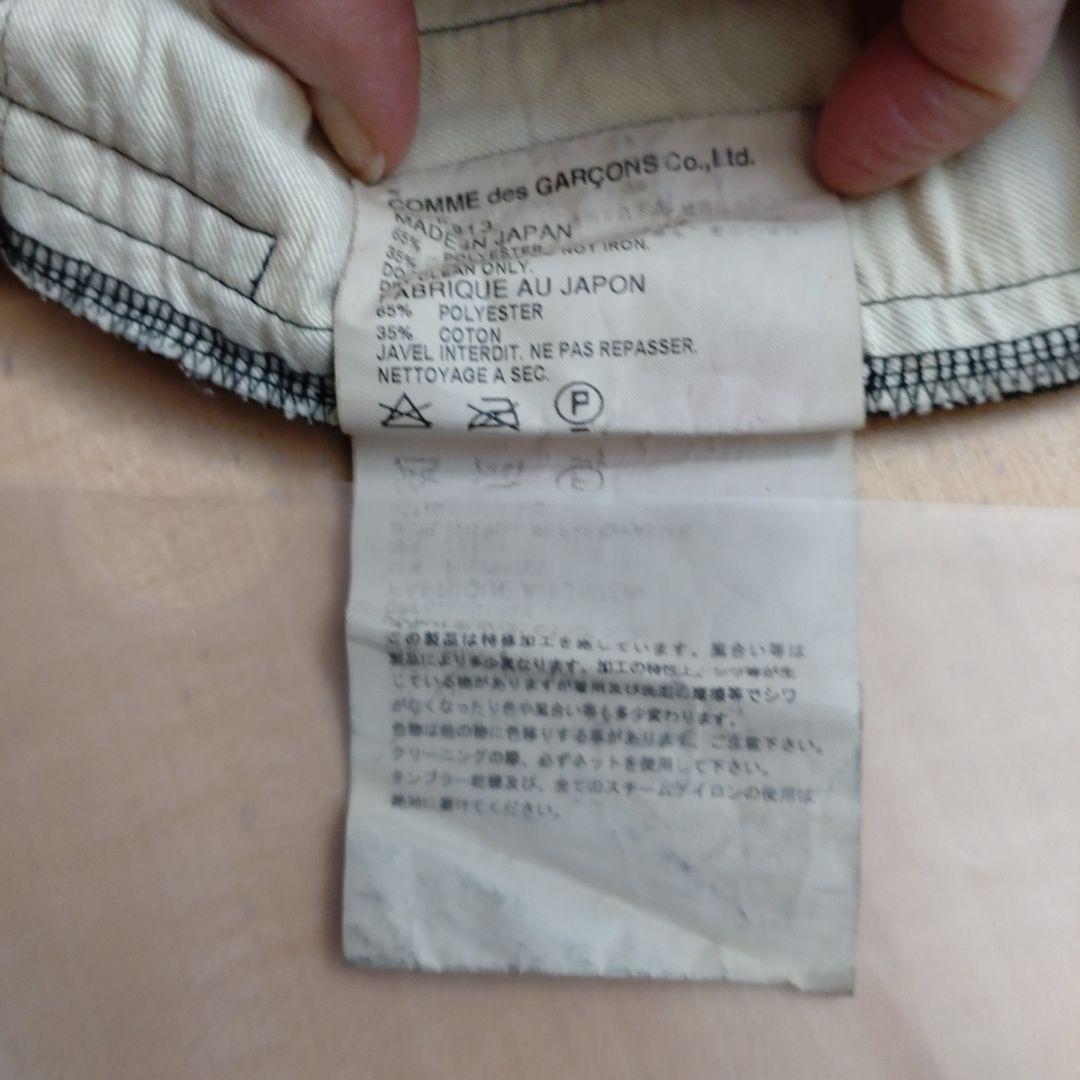 COMME des GARÇONS Co.,Ltd.
MADE IN JAPAN
65% POLYESTER NOT IRON.
35%
CLEAN ONLY.
FABRIQUE AU JAPON
65% POLYESTER
35% COTON
JAVEL INTERDIT. NE PAS REPASSER.
NETTOYAGE A SEC.
P
この製品は特殊加工を施しています。風合い等は
製品により多少異なります。加工の特性上、シワ等が生
じている物がありますが着用及び洗濯の摩擦等でシワ
がなくなったり色や風合い等も多少変わります。
色物は他の物に色移りする事があります。ご注意下さい。
クリーニングの際、必ずネットを使用して下さい。
タンブラー乾燥及び、全てのスチームアイロンの使用は
絶対に避けてください。